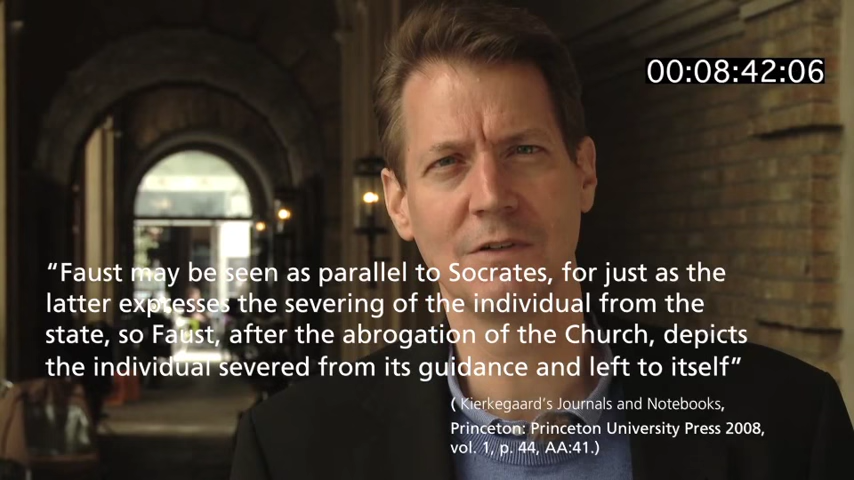 00:08:42:06
“Faust may be seen as parallel to Socrates, for just as the
latter expresses the severing of the individual from the
state, so Faust, after the abrogation of the Church, depicts
the individual severed from its guidance and left to itself”
( Kierkegaard’s Journals and Notebooks,
Princeton: Princeton University Press 2008,
vol. 1, p. 44, AA:41.)